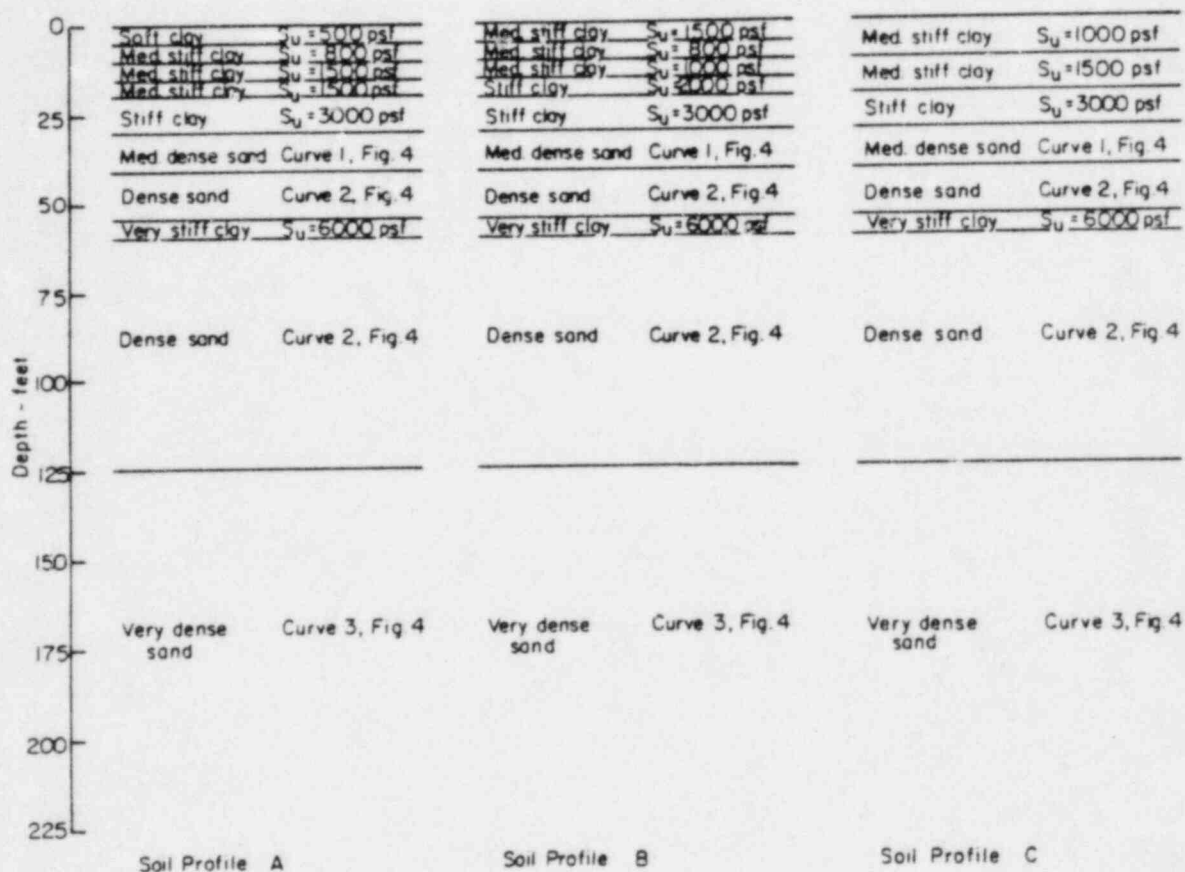 0
25
50
75
100
125
150
175
200
225
Depth - feet
Soft clay Su = 500 psf
Med. stiff clay Su = 800 psf
Med. stiff clay Su = psf
Med. stiff clay Su = 1500 psf
Stiff clay Su = 3000 psf
Med. dense sand Curve 1, Fig. 4
Dense sand Curve 2, Fig. 4
Very stiff clay Su = 6000 psf
Dense sand Curve 2, Fig. 4
Very dense Curve 3, Fig. 4
sand
Soil Profile A
Med. stiff clay Su = 1500 psf
Med. stiff clay Su = 800 psf
Med. stiff clay Su = 1000 psf
Stiff clay Su = 2000 psf
Stiff clay Su = 3000 psf
Med. dense sand Curve 1, Fig. 4
Dense sand Curve 2, Fig. 4
Very stiff clay Su = 6000 psf
Dense sand Curve 2, Fig. 4
Very dense Curve 3, Fig. 4
sand
Soil Profile B
Med. stiff clay Su = 1000 psf
Med. stiff clay Su = 1500 psf
Stiff clay Su = 3000 psf
Med. dense sand Curve 1, Fig. 4
Dense sand Curve 2, Fig. 4
Very stiff clay Su = 6000 psf
Dense sand Curve 2, Fig. 4
Very dense Curve 3, Fig. 4
sand
Soil Profile C